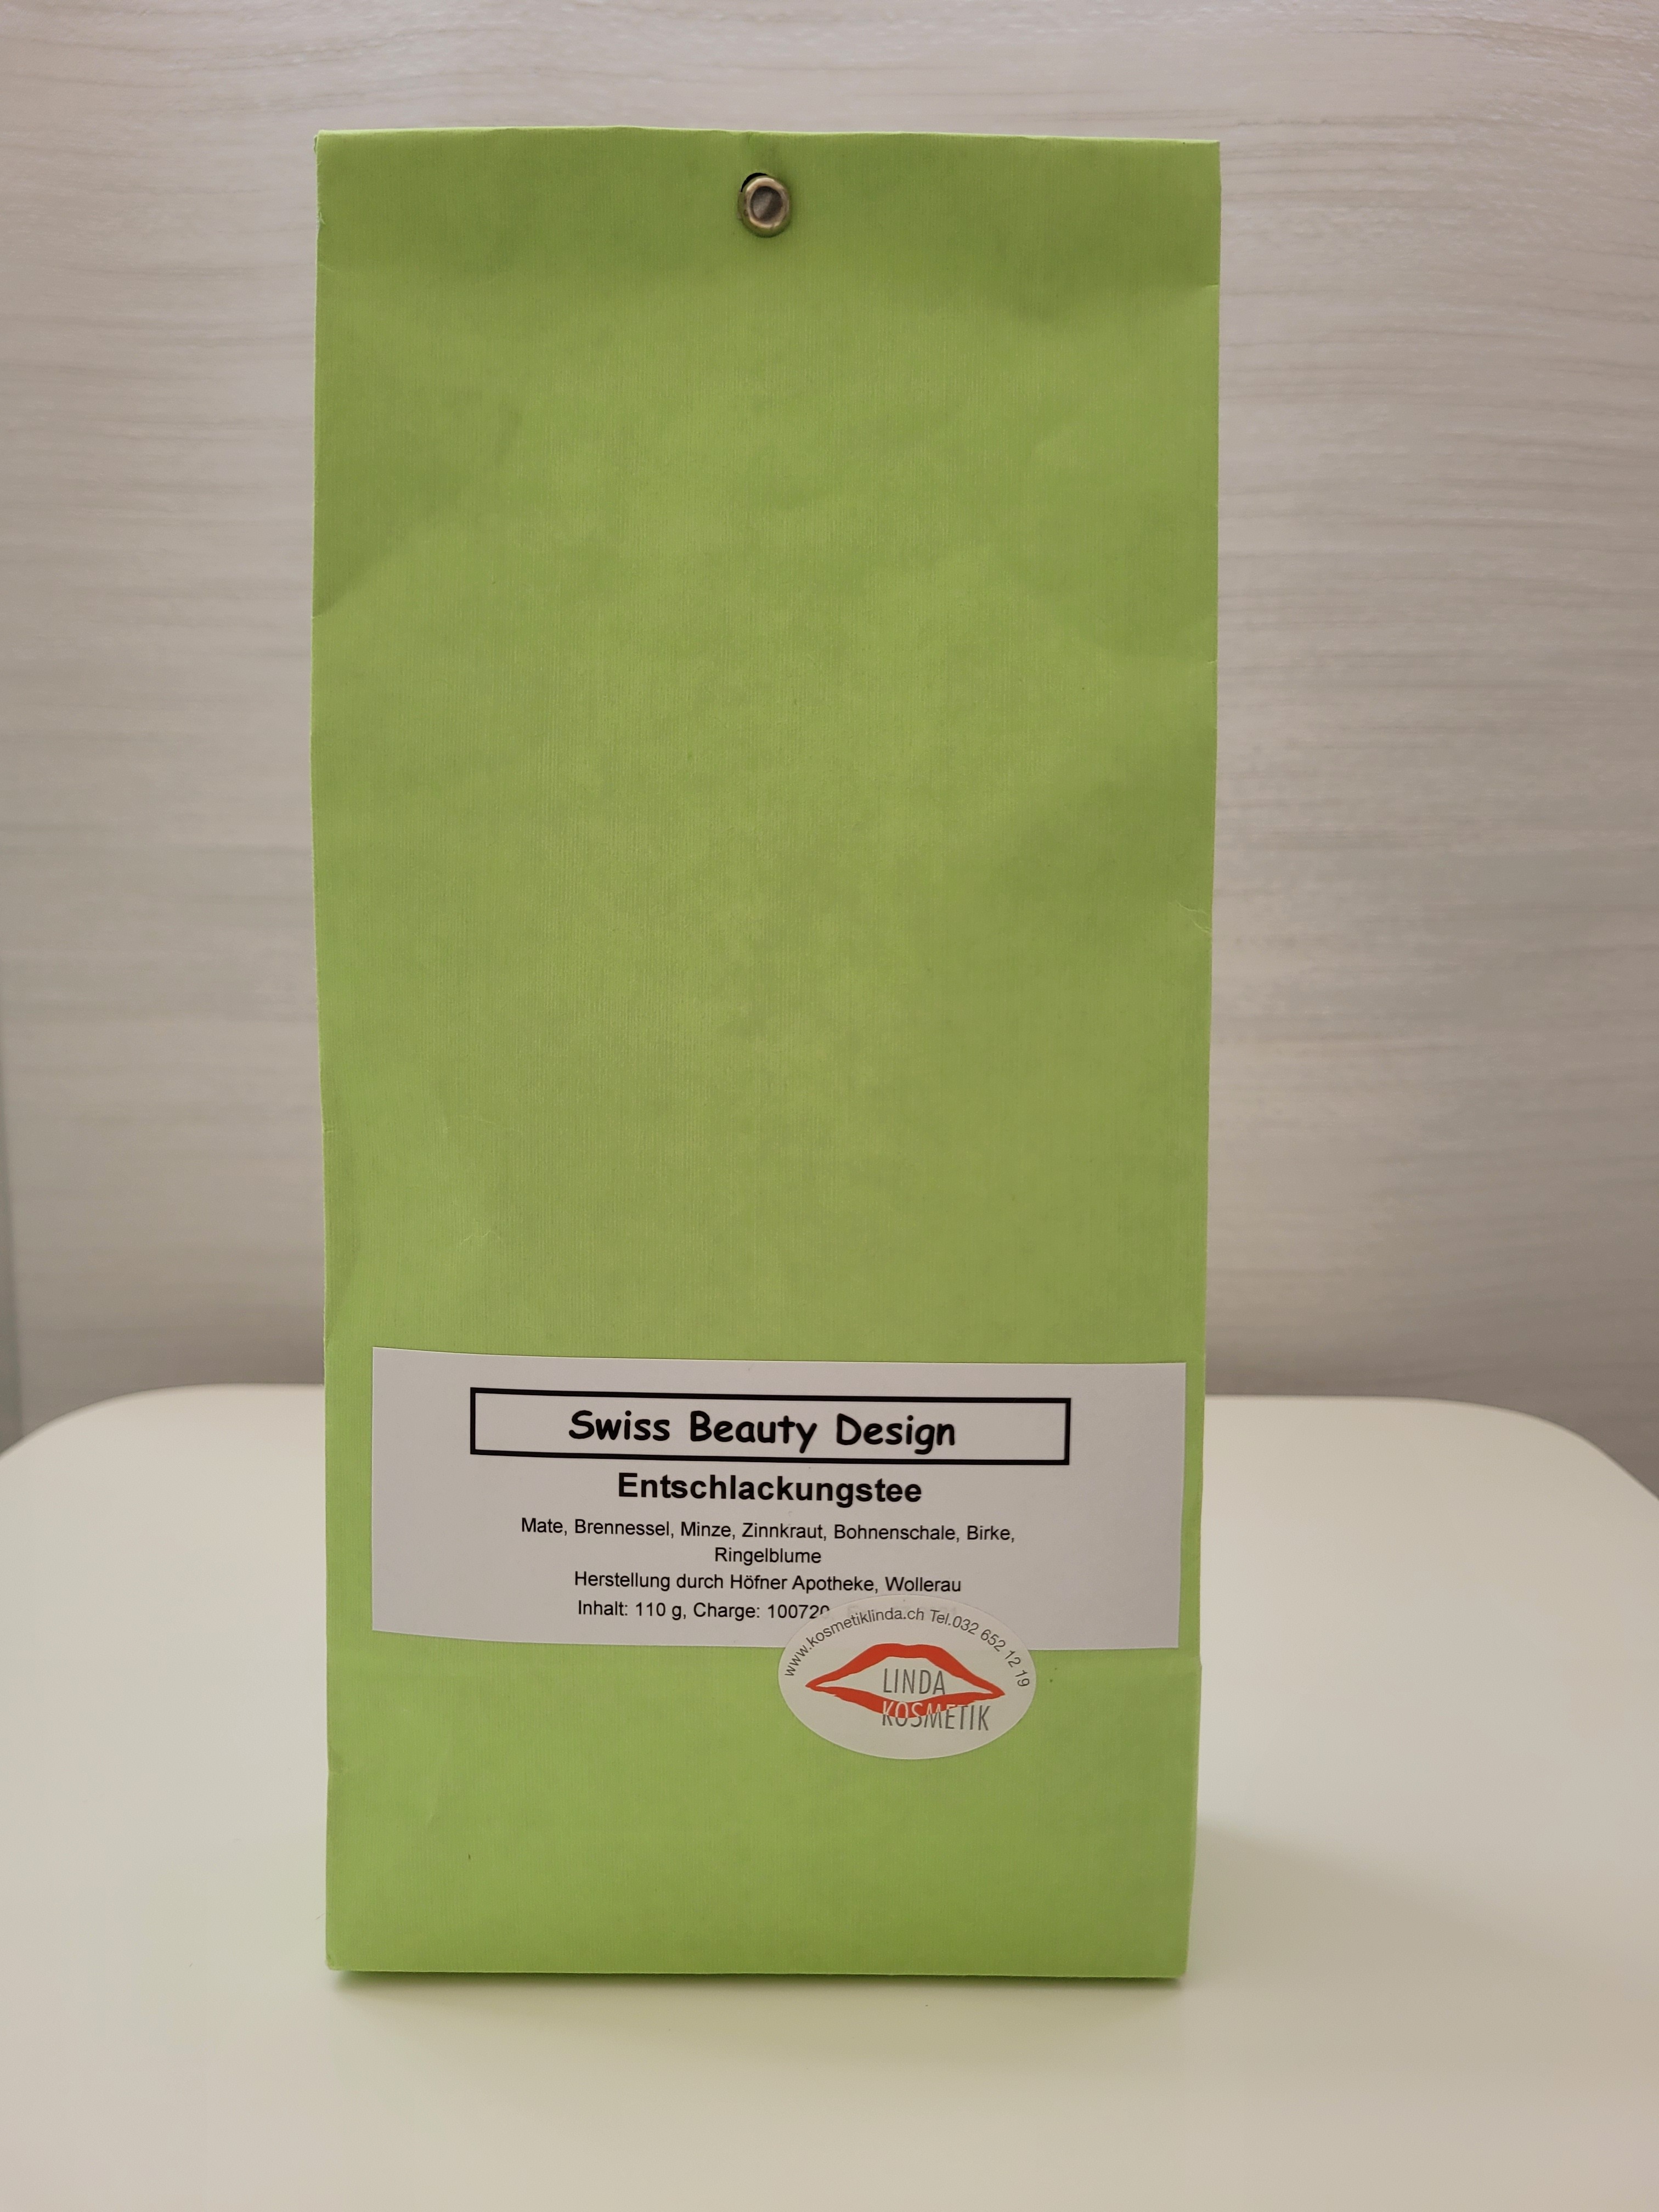 Swiss Beauty Design
Entschlackungstee
Mate, Brennessel, Minze, Zinnkraut, Bohnenschale, Birke,
Ringelblume
Herstellung durch Höfner Apotheke, Wollerau
Inhalt: 110 g, Charge: 100720
www.kosmetiklinda.ch Tel.032 652 12 19
LINDA
KOSMETIK